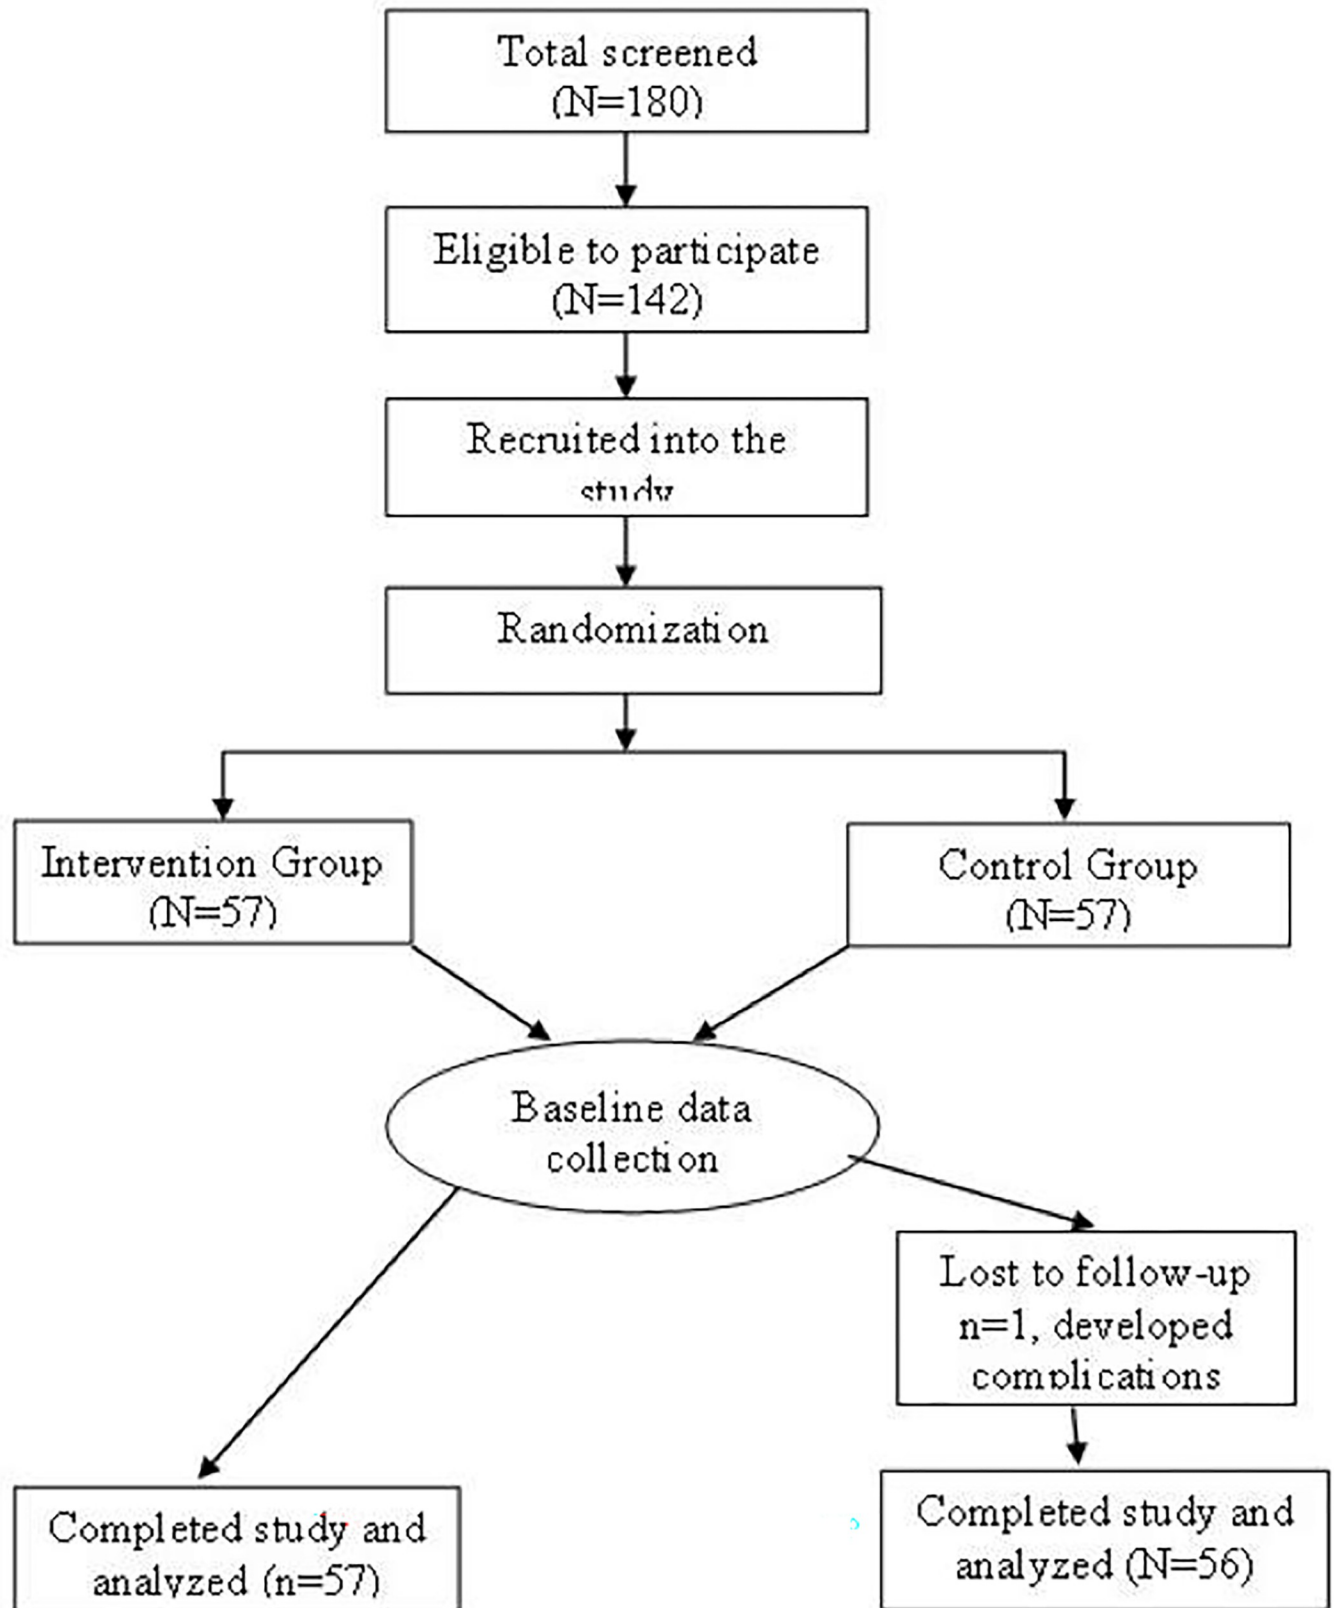 Total screened
(N=180)
Eligible to participate
(N=142)
Recruited into the
study
Randomization
Intervention Group
(N=57)
Control Group
(N=57)
Baseline data
collection
Lost to follow-up
n=1, developed
complications
Completed study and
analyzed (n=57)
Completed study and
analyzed (N=56)